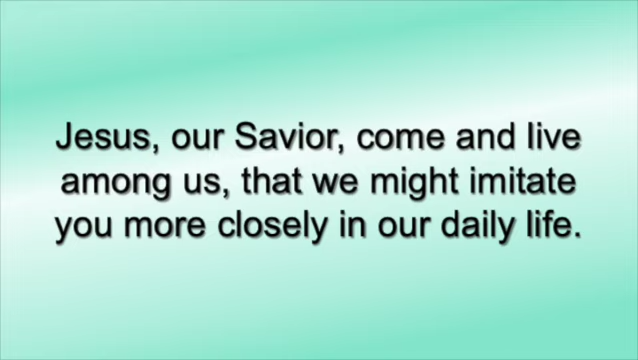 Jesus, our Savior, come and live
among us, that we might imitate
you more closely in our daily life.